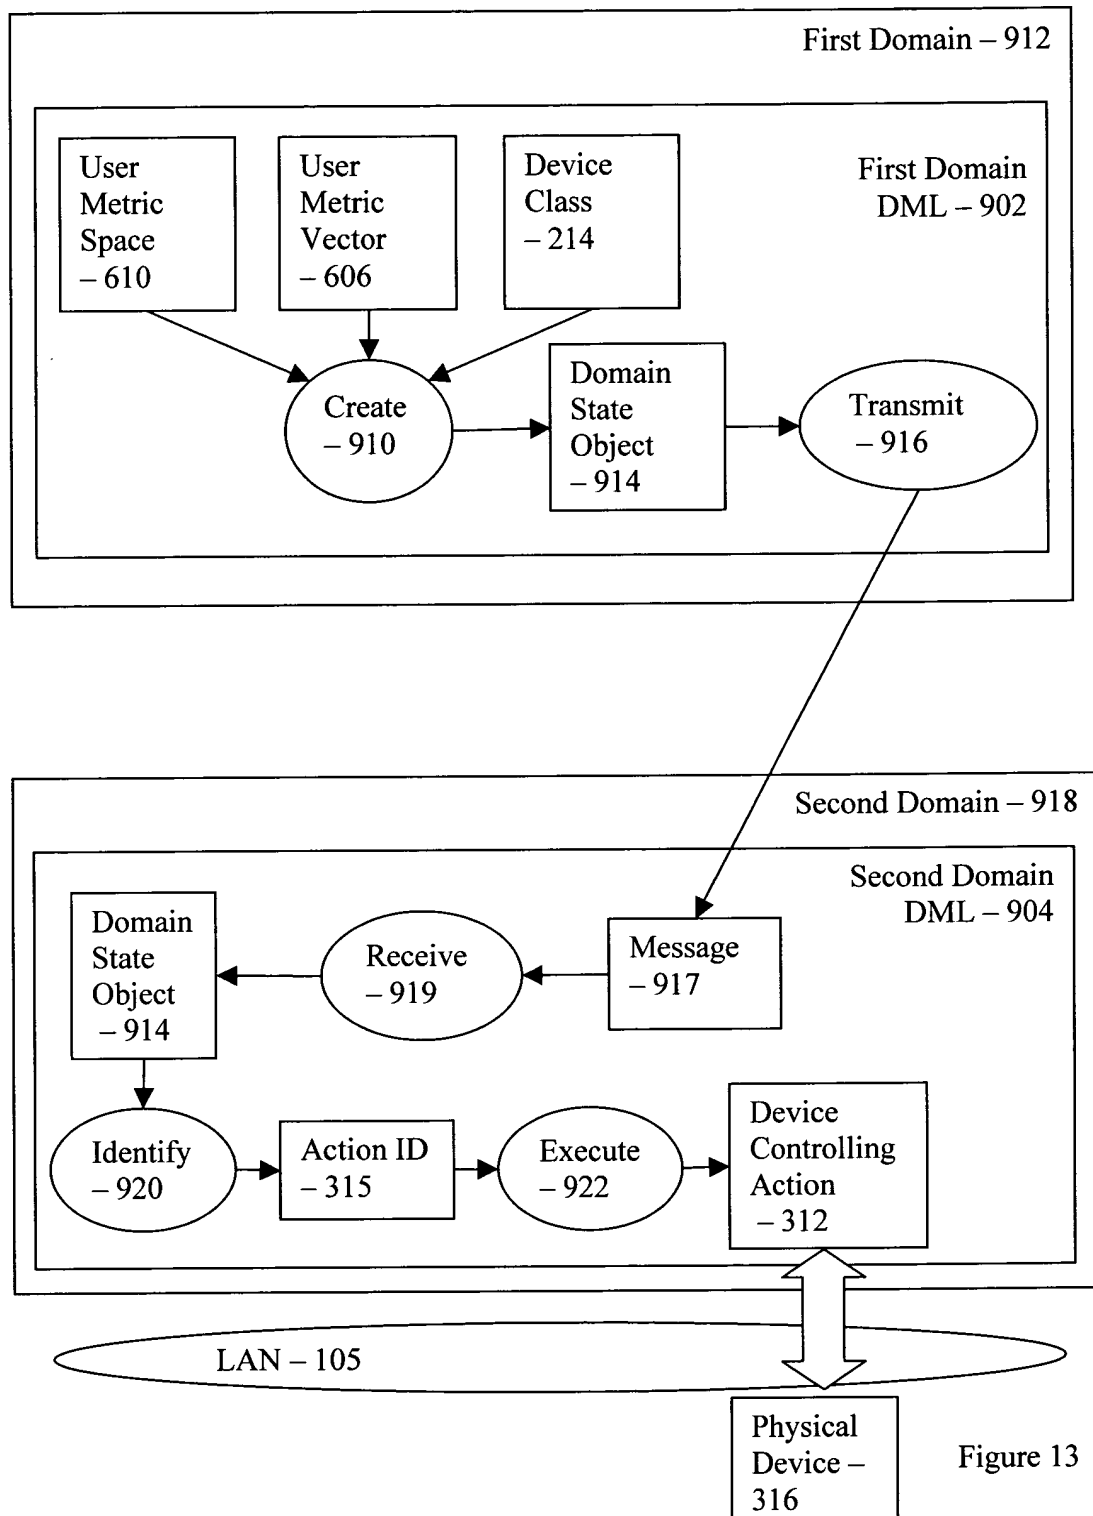 First Domain – 912
User
Metric
Space
– 610
User
Metric
Vector
– 606
Device
Class
– 214
First Domain
DML – 902
Create
– 910
Domain
State
Object
– 914
Transmit
– 916
Second Domain – 918
Second Domain
DML – 904
Domain
State
Object
– 914
Receive
– 919
Message
– 917
Identify
– 920
Action ID
– 315
Execute
– 922
Device
Controlling
Action
– 312
LAN – 105
Physical
Device –
316
Figure 13